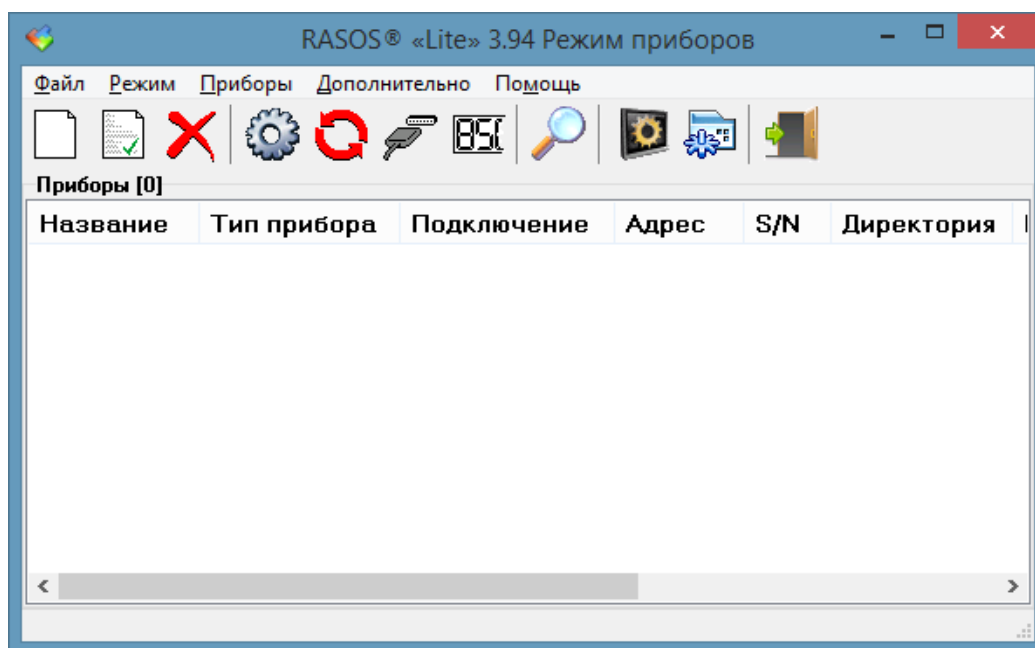 RASOS® «Lite» 3.94 Режим приборов
Файл Режим Приборы Дополнительно Помощь
850
Приборы [0]
Название Тип прибора Подключение Адрес S/N Директория